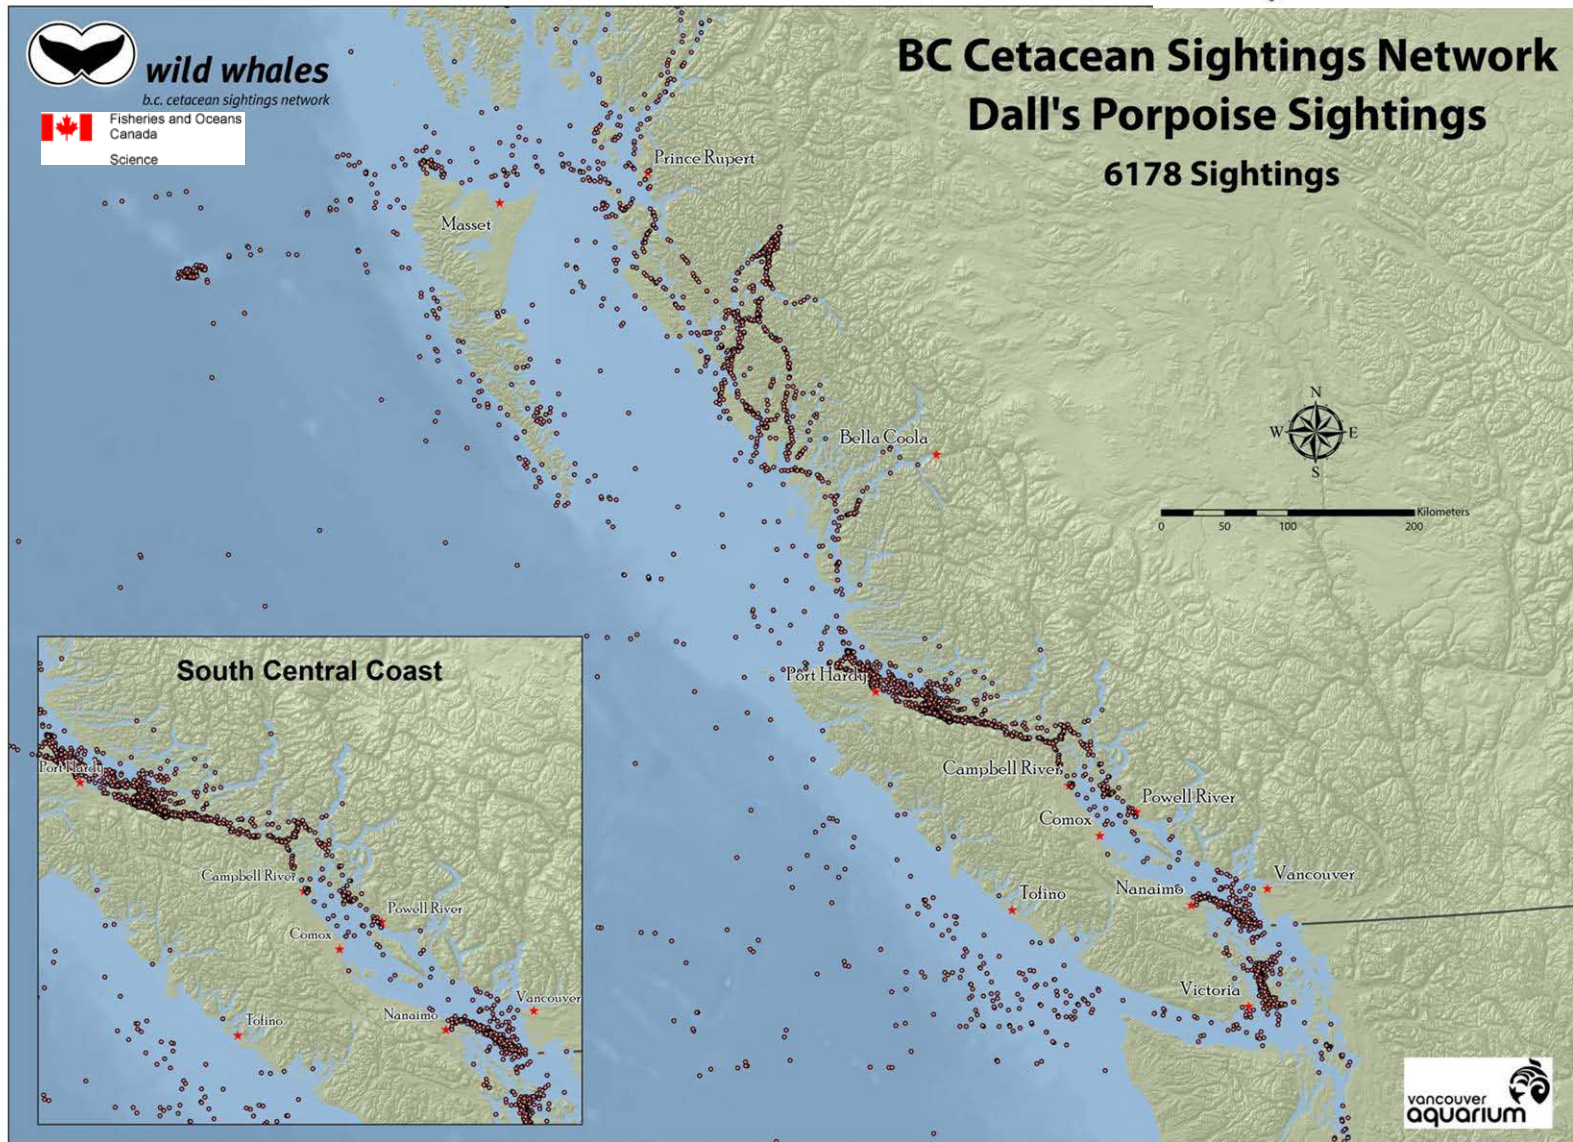 wild whales
b.c. cetacean sightings network
Fisheries and Oceans
Canada
Science
BC Cetacean Sightings Network
Dall's Porpoise Sightings
6178 Sightings
Prince Rupert
Masset
Bella Coola
N
W E
S
Kilometers
0 50 100 200
Port Hardy
Campbell River
Powell River
Comox
Vancouver
Nanaimo
Tofino
Victoria
South Central Coast
Port Hardy
Campbell River
Powell River
Comox
Vancouver
Nanaimo
Tofino
vancouver
aquarium